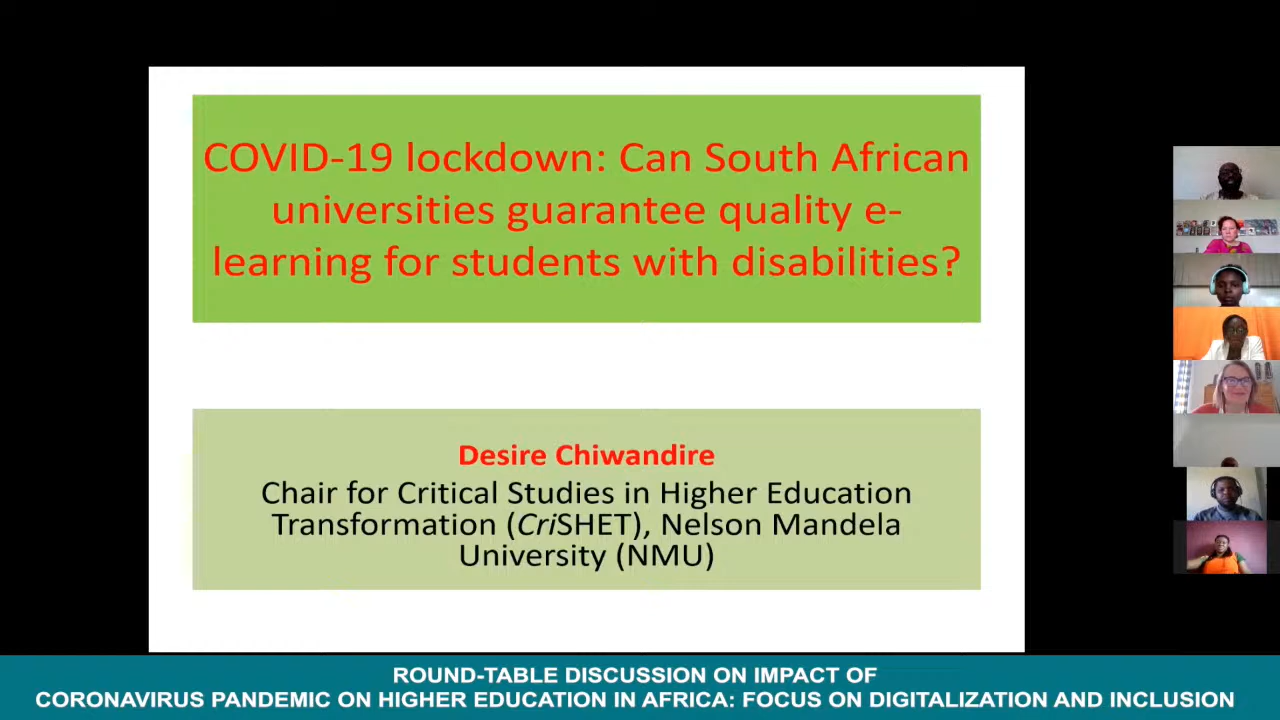 COVID-19 lockdown: Can South African
universities guarantee quality e-
learning for students with disabilities?
Desire Chiwandire
Chair for Critical Studies in Higher Education
Transformation (CriSHET), Nelson Mandela
University (NMU)
ROUND-TABLE DISCUSSION ON IMPACT OF
CORONAVIRUS PANDEMIC ON HIGHER EDUCATION IN AFRICA: FOCUS ON DIGITALIZATION AND INCLUSION